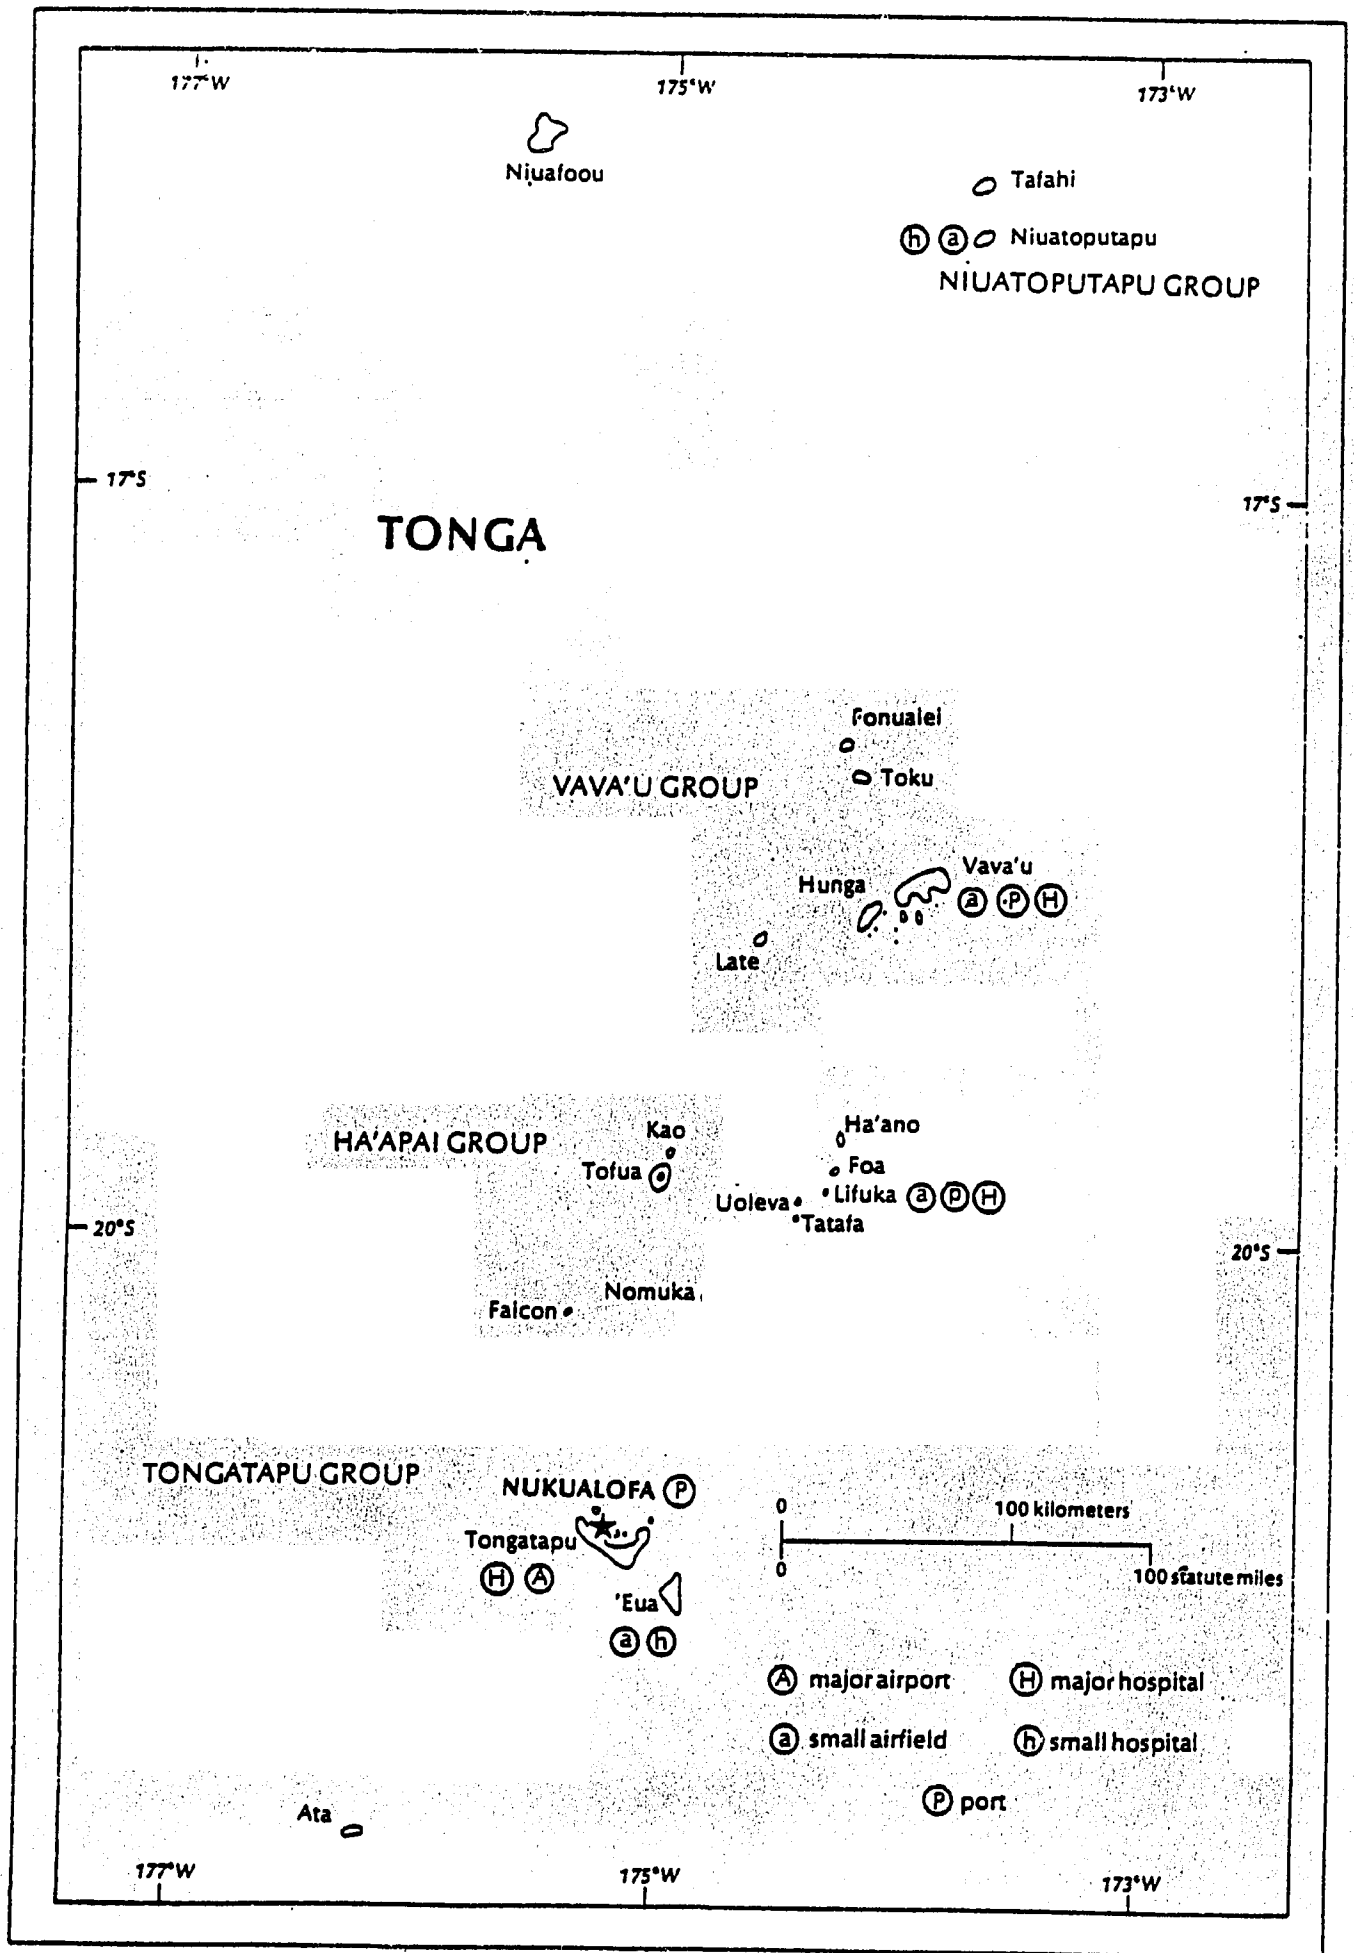 177°W 175°W 173°W
Niuafoou
Tafahi
h a Niuatoputapu
NIUATOPUTAPU GROUP
17°S
17°S
TONGA
Fonualei
VAVA'U GROUP
Toku
Vava'u
Hunga
a P H
Late
Ha'ano
Kao
HA'APAI GROUP
Foa
Tofua
Lifuka a P H
Uoleva
Tatafa
20°S
20°S
Nomuka
Falcon
TONGATAPU GROUP
NUKUALOFA P
0 100 kilometers
Tongatapu
0 100 statute miles
H A
'Eua
a h
A major airport H major hospital
a small airfield h small hospital
P port
Ata
177°W 175°W 173°W